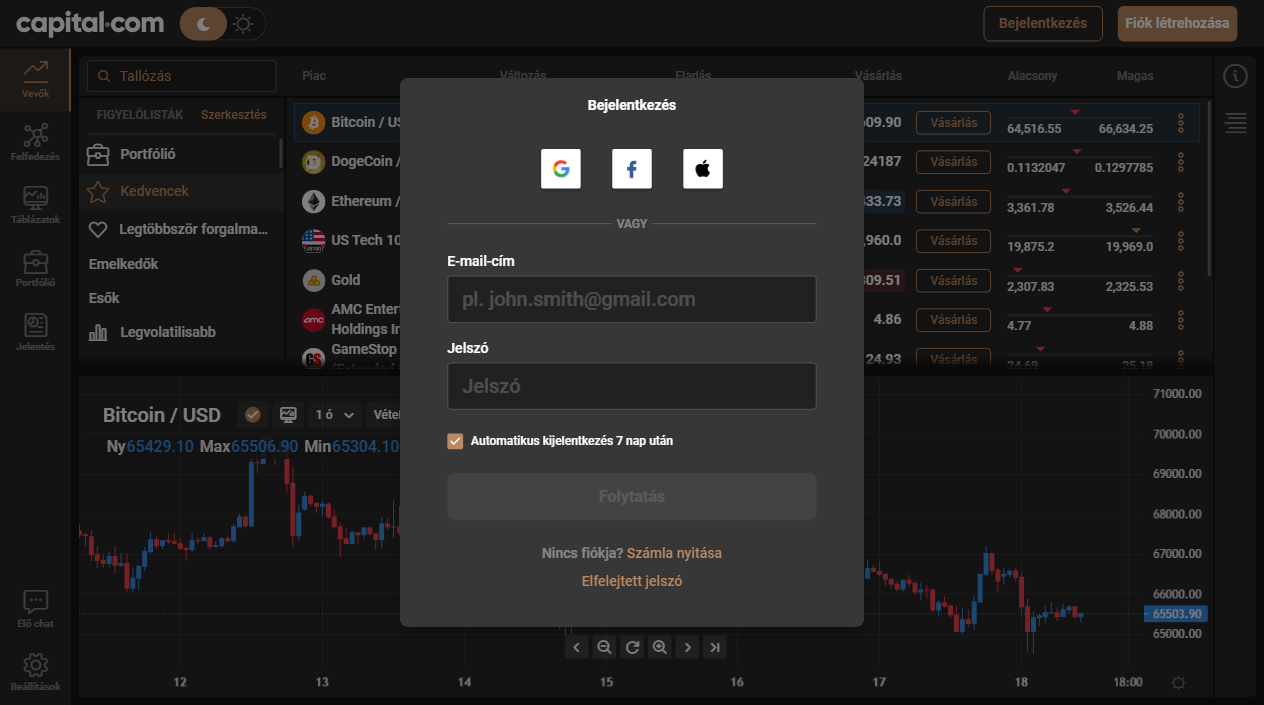 capital.com
Bejelentkezés
Fiók létrehozása
Vevők
Felfedezés
Táblázatok
Portfólió
Jelentés
Élő chat
Beállítások
Tallózás
FIGYELŐLISTÁK Szerkesztés
Portfólió
Kedvencek
Legtöbbször forgalma...
Emelkedők
Esők
Legvolatilisabb
Piac Változás Eladás Vásárlás Alacsony Magas
Bitcoin / US 609.90 Vásárlás 64,516.55 66,634.25
DogeCoin / 24187 Vásárlás 0.1132047 0.1297785
Ethereum / 433.73 Vásárlás 3,361.78 3,526.44
US Tech 10 ,960.0 Vásárlás 19,875.2 19,969.0
Gold 309.51 Vásárlás 2,307.83 2,325.53
AMC Enter
Holdings In 4.86 Vásárlás 4.77 4.88
GameStop 24.93 Vásárlás 24.69 25.18
(Extended
Bejelentkezés
VAGY
E-mail-cím
pl. john.smith@gmail.com
Jelszó
Jelszó
Automatikus kijelentkezés 7 nap után
Folytatás
Nincs fiókja? Számla nyitása
Elfelejtett jelszó
Bitcoin / USD 1 ó Vétel
Ny65429.10 Max65506.90 Min65304.10
71000.00
70000.00
69000.00
68000.00
67000.00
66000.00
65503.90
65000.00
12 13 14 15 16 17 18 18:00